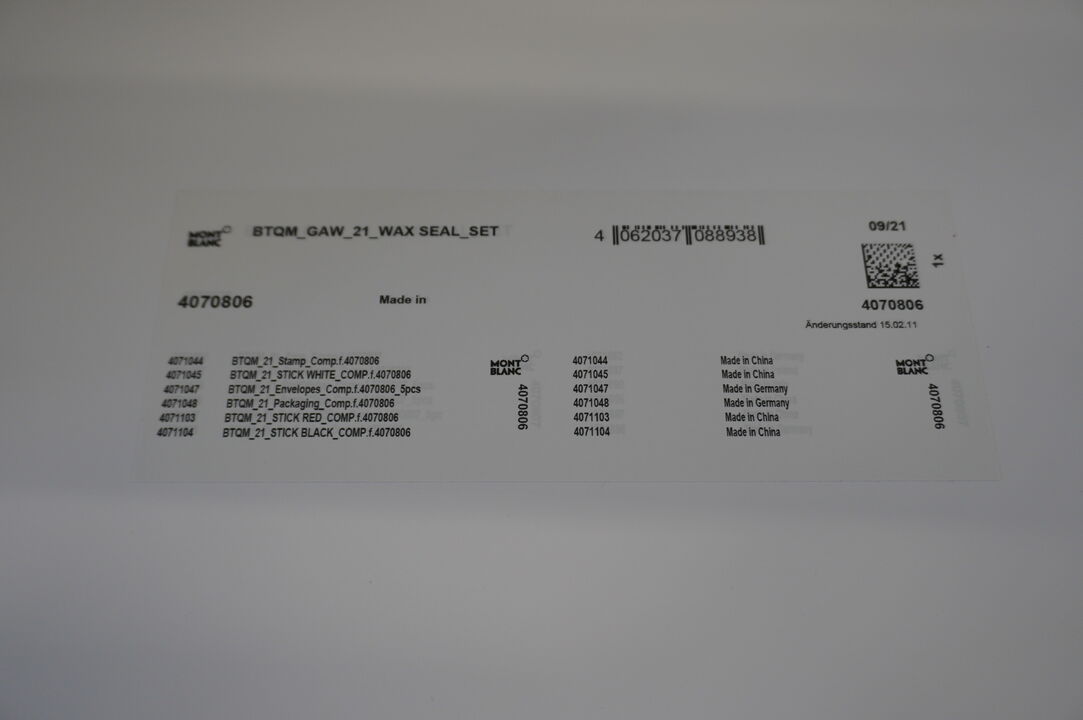 MONT BLANC BTQM_GAW_21_WAX SEAL_SET 4 062037 088938 09/21
1x
4070806 Made in 4070806
Änderungsstand 15.02.11
4071044 BTQM_21_Stamp_Comp.f.4070806 MONT BLANC 4071044 Made in China MONT BLANC
4071045 BTQM_21_STICK WHITE_COMP.f.4070806 4071045 Made in China
4071047 BTQM_21_Envelopes_Comp.f.4070806_5pcs 4070806 4071047 Made in Germany 4070806
4071048 BTQM_21_Packaging_Comp.f.4070806 4071048 Made in Germany
4071103 BTQM_21_STICK RED_COMP.f.4070806 4071103 Made in China
4071104 BTQM_21_STICK BLACK_COMP.f.4070806 4071104 Made in China